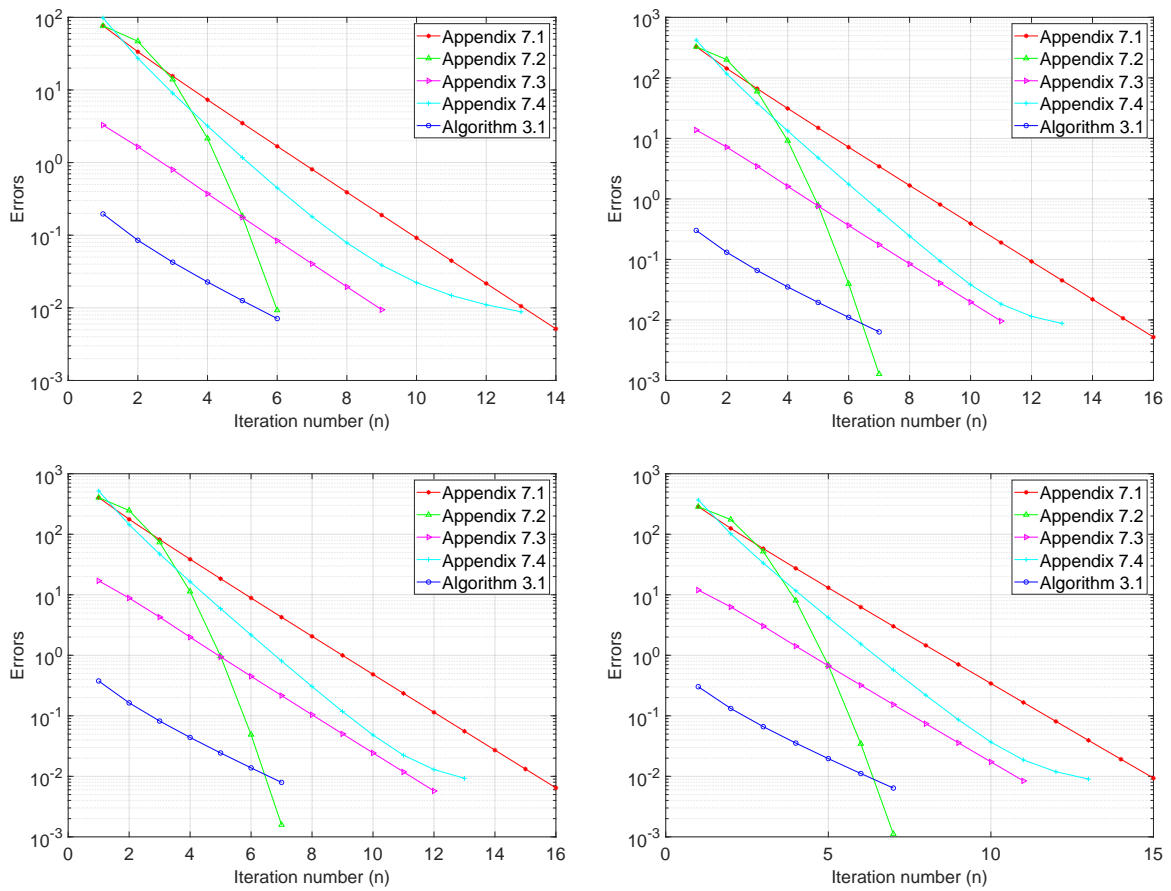 10^2
10^1
10^0
10^-1
10^-2
10^-3
0 2 4 6 8 10 12 14
Errors
Iteration number (n)
Appendix 7.1
Appendix 7.2
Appendix 7.3
Appendix 7.4
Algorithm 3.1
10^3
10^2
10^1
10^0
10^-1
10^-2
10^-3
0 2 4 6 8 10 12 14 16
Errors
Iteration number (n)
Appendix 7.1
Appendix 7.2
Appendix 7.3
Appendix 7.4
Algorithm 3.1
10^3
10^2
10^1
10^0
10^-1
10^-2
10^-3
0 2 4 6 8 10 12 14 16
Errors
Iteration number (n)
Appendix 7.1
Appendix 7.2
Appendix 7.3
Appendix 7.4
Algorithm 3.1
10^3
10^2
10^1
10^0
10^-1
10^-2
10^-3
0 5 10 15
Errors
Iteration number (n)
Appendix 7.1
Appendix 7.2
Appendix 7.3
Appendix 7.4
Algorithm 3.1